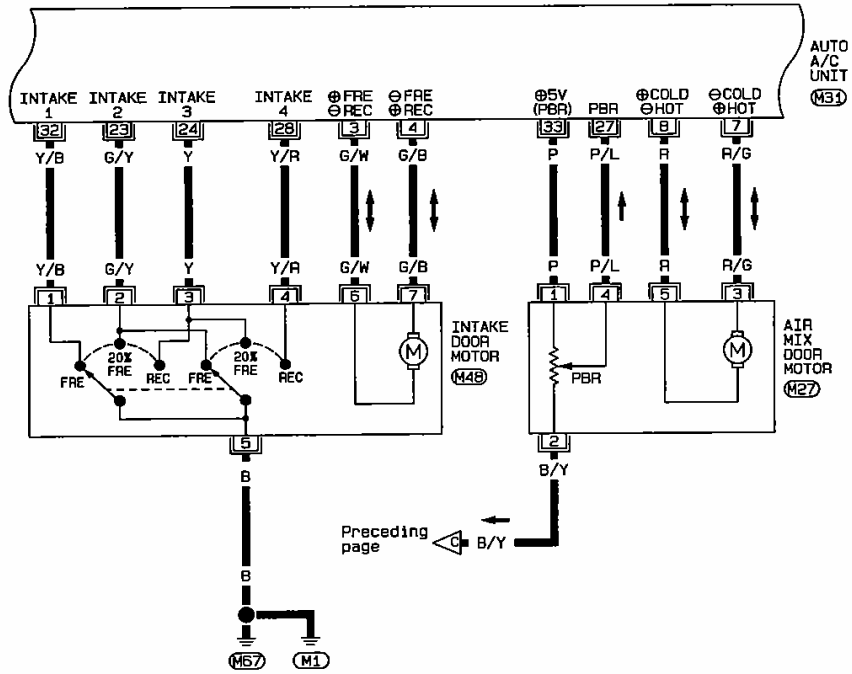 AUTO
A/C
UNIT
M31
INTAKE
1
INTAKE
2
INTAKE
3
INTAKE
4
⊕FRE
⊖REC
⊖FRE
⊕REC
⊕5V
(PBR)
PBR
⊕COLD
⊖HOT
⊖COLD
⊕HOT
32 23 24 28 3 4 33 27 8 7
Y/B G/Y Y Y/R G/W G/B P P/L R R/G
Y/B G/Y Y Y/R G/W G/B P P/L R R/G
1 2 3 4 6 7 1 4 5 3
INTAKE
DOOR
MOTOR
M48
AIR
MIX
DOOR
MOTOR
M27
FRE
20%
FRE
REC
FRE
20%
FRE
REC
M
PBR
M
5
2
B
B/Y
Preceding
page
C
B/Y
B
M67
M1